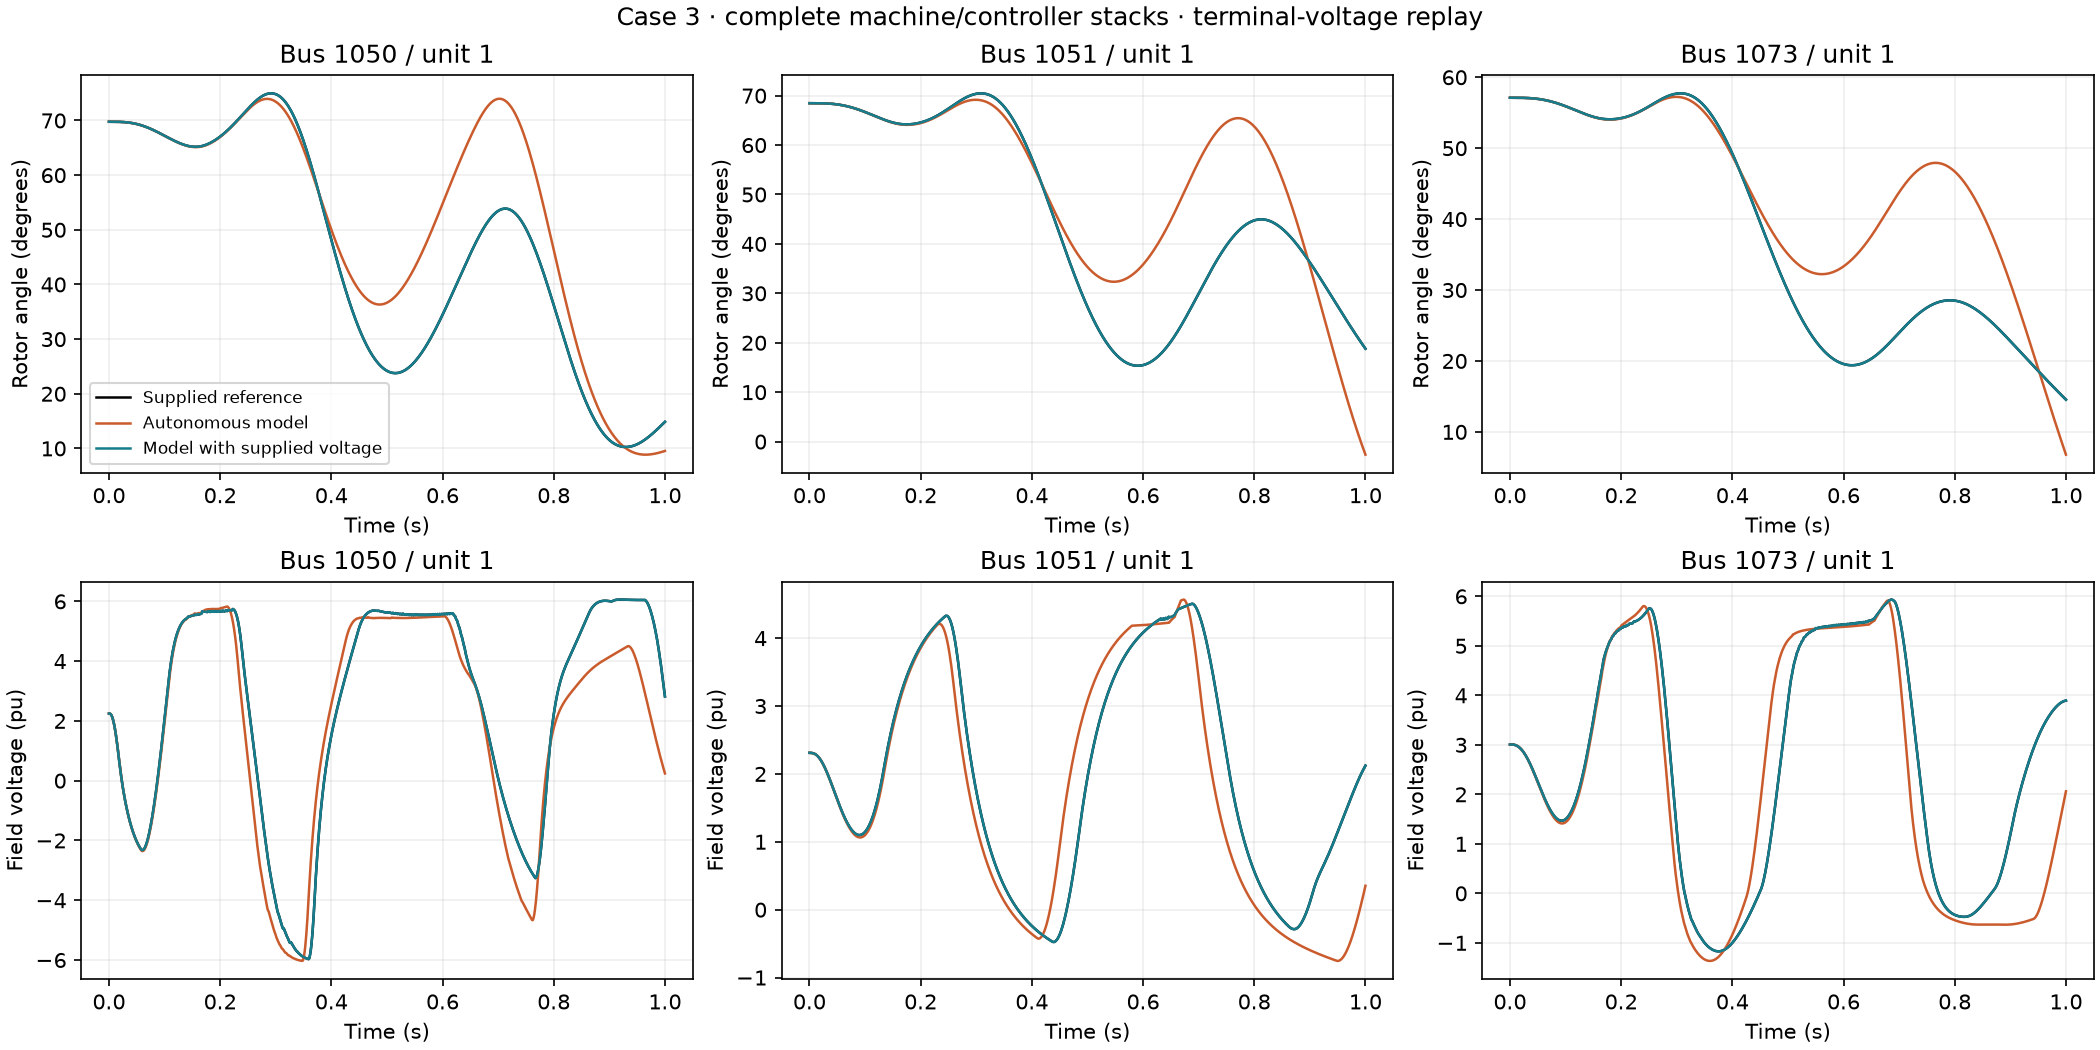 Case 3 · complete machine/controller stacks · terminal-voltage replay
Bus 1050 / unit 1
Rotor angle (degrees)
70
60
50
40
30
20
10
Supplied reference
Autonomous model
Model with supplied voltage
0.0 0.2 0.4 0.6 0.8 1.0
Time (s)
Bus 1051 / unit 1
Rotor angle (degrees)
70
60
50
40
30
20
10
0
0.0 0.2 0.4 0.6 0.8 1.0
Time (s)
Bus 1073 / unit 1
Rotor angle (degrees)
60
50
40
30
20
10
0.0 0.2 0.4 0.6 0.8 1.0
Time (s)
Bus 1050 / unit 1
Field voltage (pu)
6
4
2
0
−2
−4
−6
0.0 0.2 0.4 0.6 0.8 1.0
Time (s)
Bus 1051 / unit 1
Field voltage (pu)
4
3
2
1
0
−1
0.0 0.2 0.4 0.6 0.8 1.0
Time (s)
Bus 1073 / unit 1
Field voltage (pu)
6
5
4
3
2
1
0
−1
0.0 0.2 0.4 0.6 0.8 1.0
Time (s)